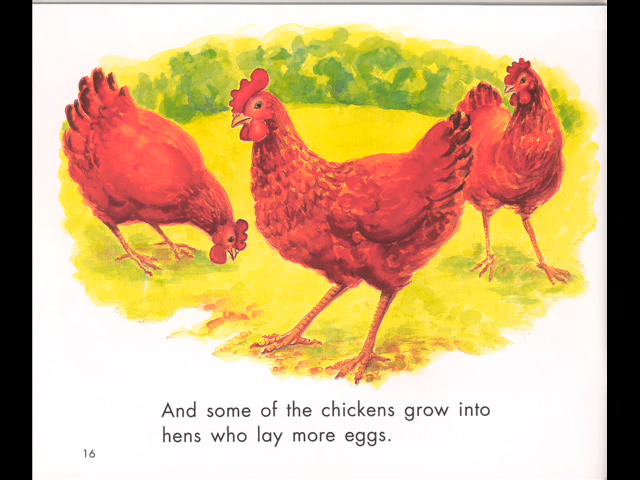 And some of the chickens grow into
hens who lay more eggs.
16